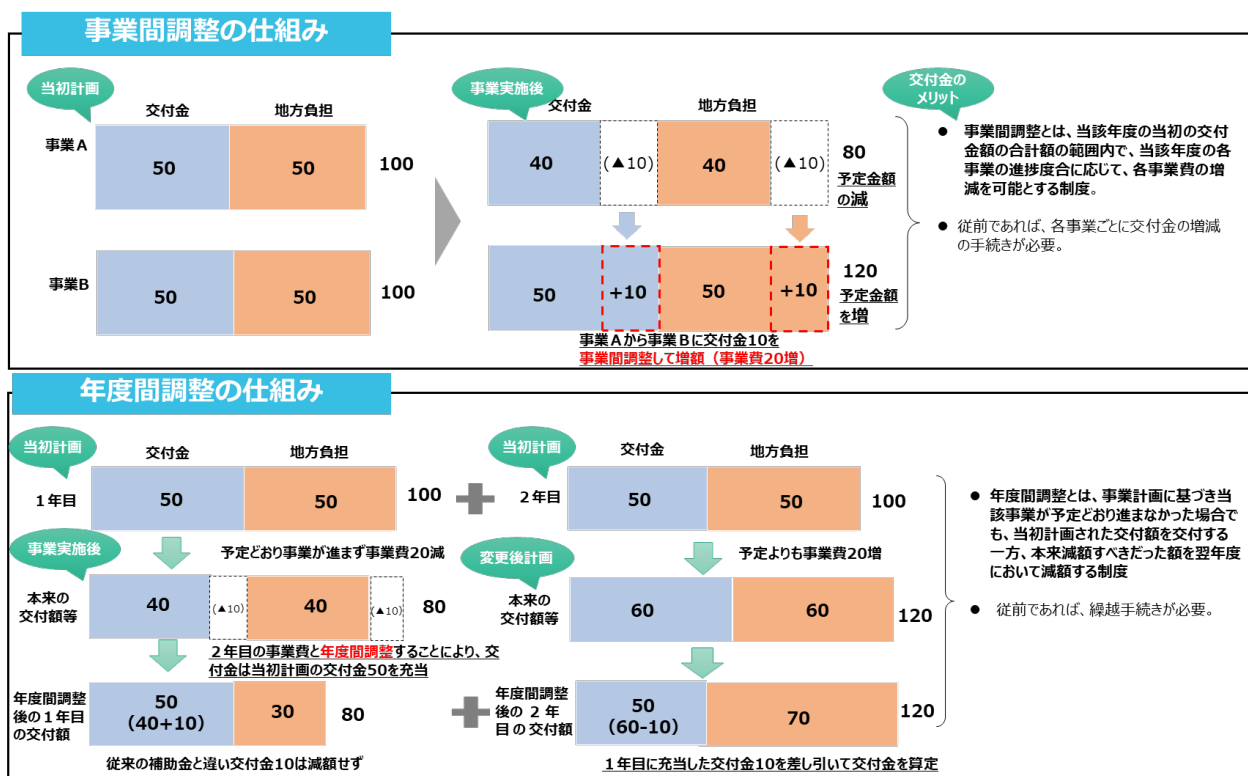 事業間調整の仕組み
当初計画
交付金 地方負担
事業A
50 50 100
事業B
50 50 100
事業実施後
交付金 地方負担
40 (▲10) 40 (▲10) 80
予定金額
の減
50 +10 50 +10 120
予定金額
を増
事業Aから事業Bに交付金10を
事業間調整して増額（事業費20増）
交付金の
メリット
● 事業間調整とは、当該年度の当初の交付
金額の合計額の範囲内で、当該年度の各
事業の進捗度合に応じて、各事業費の増
減を可能とする制度。
● 従前であれば、各事業ごとに交付金の増減
の手続きが必要。
年度間調整の仕組み
当初計画
交付金 地方負担
1年目
50 50 100
予定どおり事業が進まず事業費20減
事業実施後
本来の
交付額等
40 (▲10) 40 (▲10) 80
２年目の事業費と年度間調整することにより、交
付金は当初計画の交付金50を充当
年度間調整
後の１年目
の交付額
50
(40+10)
30 80
従来の補助金と違い交付金10は減額せず
当初計画
交付金 地方負担
２年目
50 50 100
予定よりも事業費20増
変更後計画
本来の
交付額等
60 60 120
年度間調整
後の２年
目の交付額
50
(60-10)
70 120
１年目に充当した交付金10を差し引いて交付金を算定
● 年度間調整とは、事業計画に基づき当
該事業が予定どおり進まなかった場合で
も、当初計画された交付額を交付する
一方、本来減額すべきだった額を翌年度
において減額する制度
● 従前であれば、繰越手続きが必要。